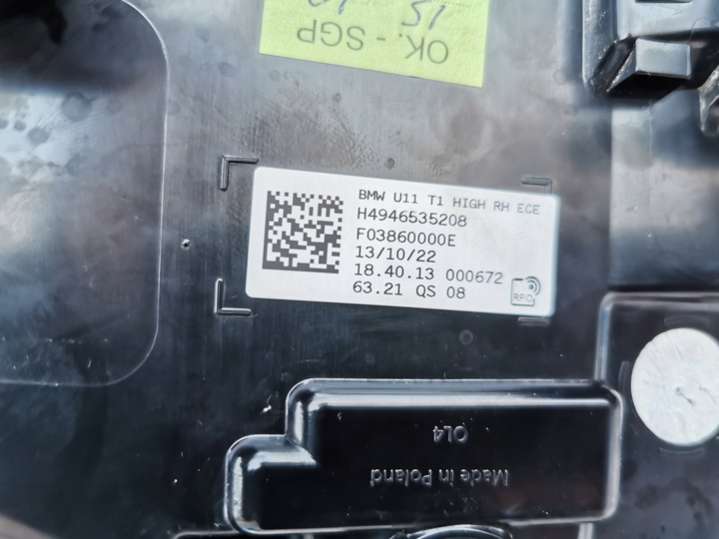 OK.-SGP
BMW U11 T1 HIGH RH ECE
H4946535208
F03860000E
13/10/22
18.40.13 000672
63.21 QS 08
RFID
OL4
Made in Poland